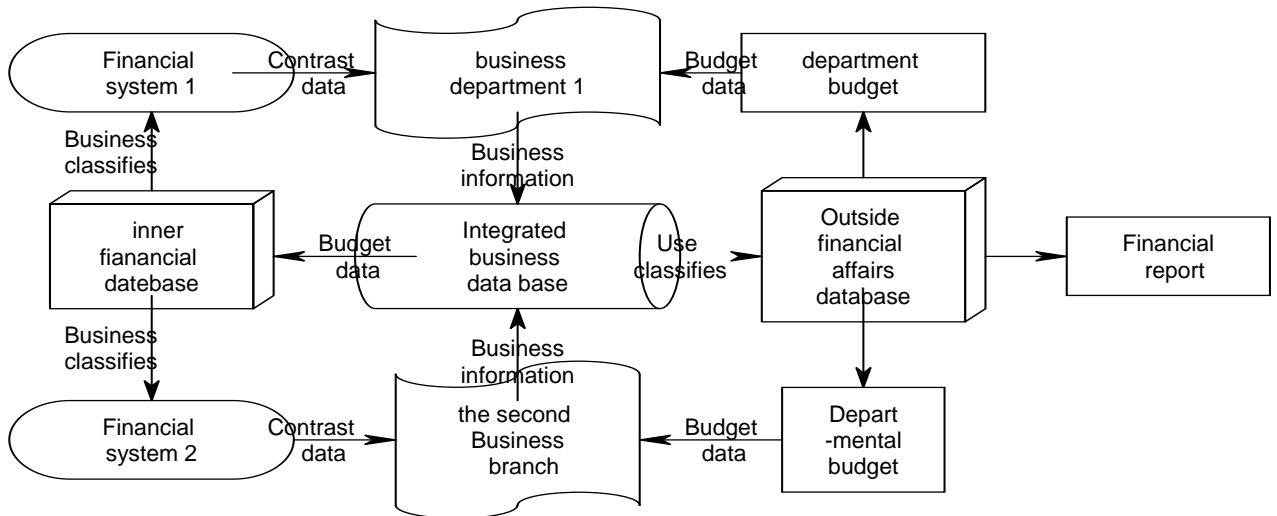 Financial
system 1
Contrast
data
business
department 1
Budget
data
department
budget
Business
classifies
Business
information
inner
fianancial
datebase
Budget
data
Integrated
business
data base
Use
classifies
Outside
financial
affairs
database
Financial
report
Business
classifies
Business
information
Financial
system 2
Contrast
data
the second
Business
branch
Budget
data
Depart
-mental
budget